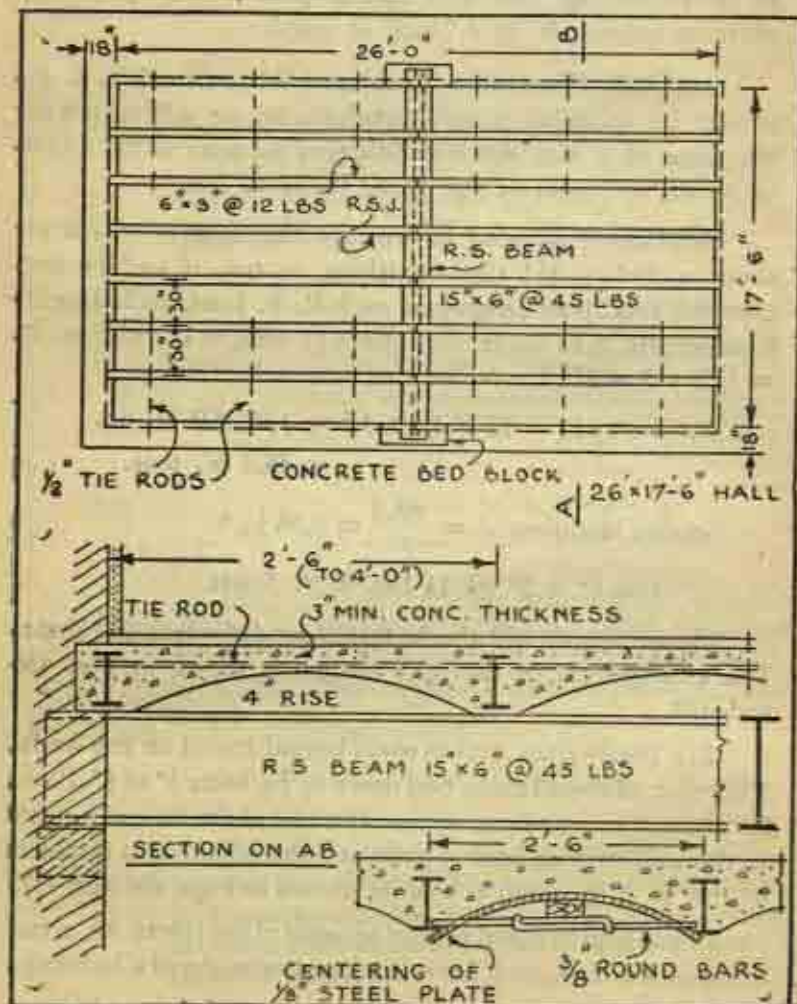 18"
26'-0"
B
6"×3" @ 12 LBS R.S.J.
R.S. BEAM
15"×6" @ 45 LBS
30"
30"
17'-6"
18"
½" TIE RODS
CONCRETE BED BLOCK
A
26'×17'-6" HALL
2'-6"
(TO 4'-0")
TIE ROD
3" MIN. CONC. THICKNESS
4" RISE
R S BEAM 15"×6" @ 45 LBS
SECTION ON AB
2'-6"
CENTERING OF
⅛" STEEL PLATE
⅜" ROUND BARS